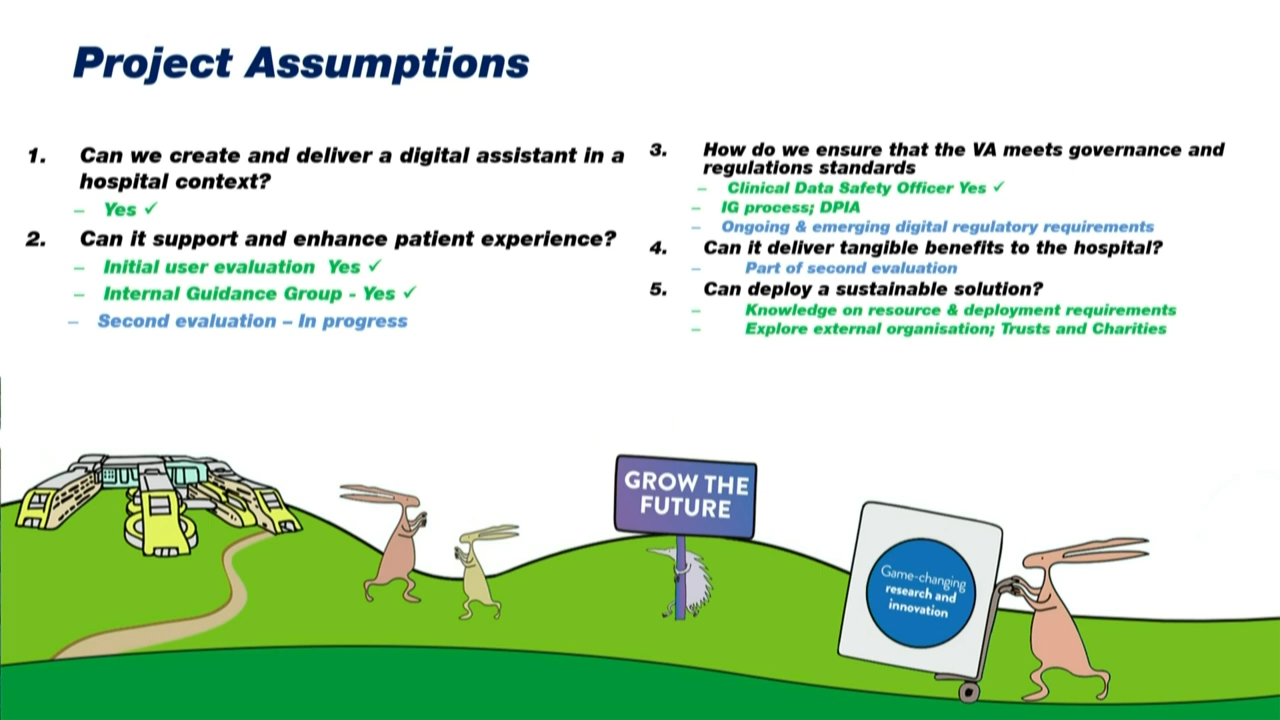 Project Assumptions
1. Can we create and deliver a digital assistant in a
hospital context?
– Yes ✓
2. Can it support and enhance patient experience?
– Initial user evaluation Yes ✓
– Internal Guidance Group - Yes ✓
– Second evaluation – In progress
3. How do we ensure that the VA meets governance and
regulations standards
– Clinical Data Safety Officer Yes ✓
– IG process; DPIA
– Ongoing & emerging digital regulatory requirements
4. Can it deliver tangible benefits to the hospital?
– Part of second evaluation
5. Can deploy a sustainable solution?
– Knowledge on resource & deployment requirements
– Explore external organisation; Trusts and Charities
GROW THE
FUTURE
Game-changing
research and
innovation